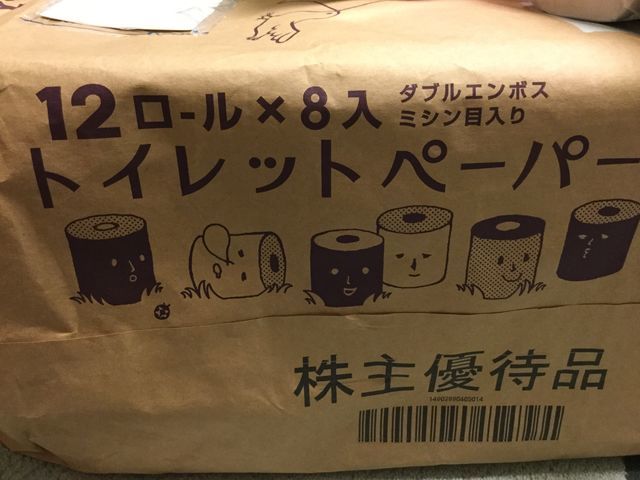 12ロール×8入
ダブルエンボス
ミシン目入り
トイレットペーパー
株主優待品
14902890605014